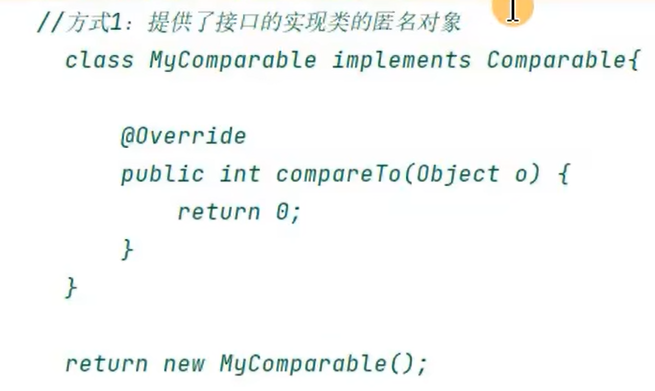 //方式1：提供了接口的实现类的匿名对象
class MyComparable implements Comparable{
@Override
public int compareTo(Object o) {
return 0;
}
}
return new MyComparable();